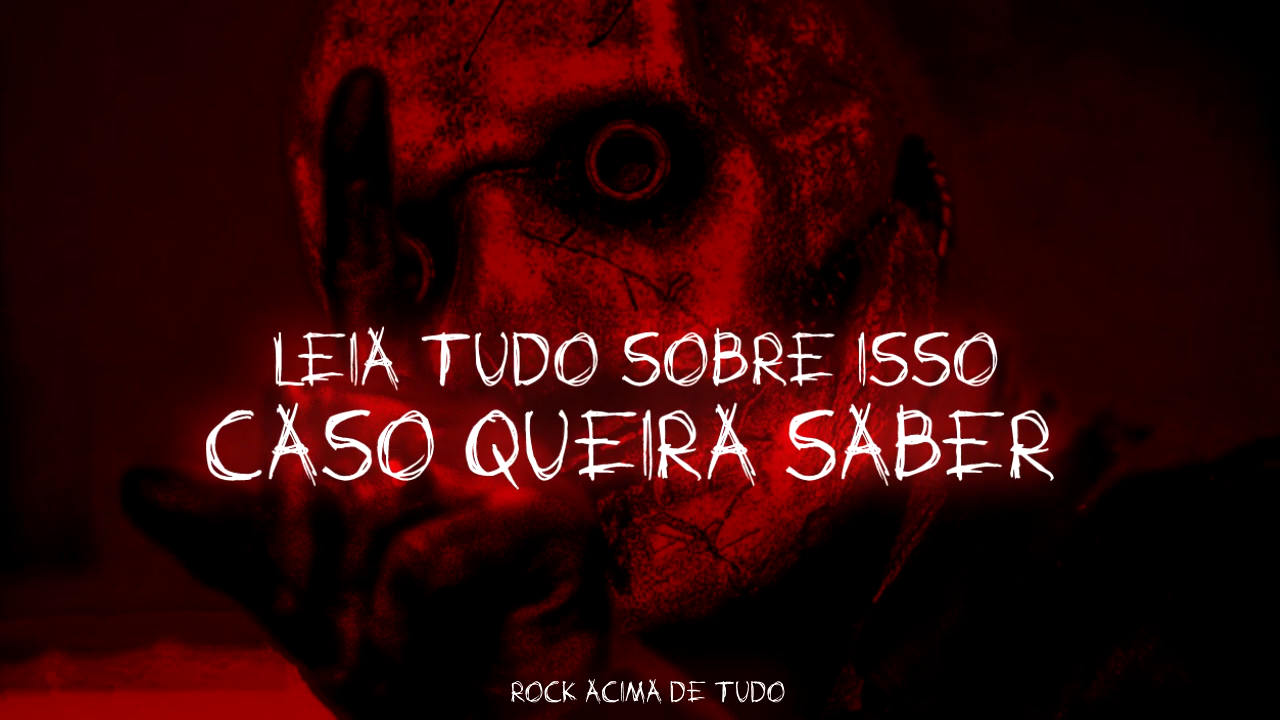 LEIA TUDO SOBRE ISSO
CASO QUEIRA SABER
ROCK ACIMA DE TUDO